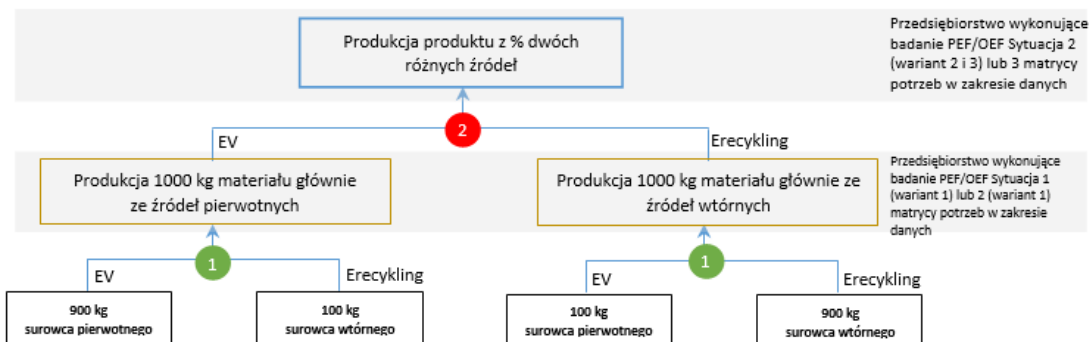 Produkcja produktu z % dwóch
różnych źródeł
Przedsiębiorstwo wykonujące
badanie PEF/OEF Sytuacja 2
(wariant 2 i 3) lub 3 matrycy
potrzeb w zakresie danych
2
EV
Erecykling
Produkcja 1000 kg materiału głównie
ze źródeł pierwotnych
Produkcja 1000 kg materiału głównie ze
źródeł wtórnych
Przedsiębiorstwo wykonujące
badanie PEF/OEF Sytuacja 1
(wariant 1) lub 2 (wariant 1)
matrycy potrzeb w zakresie
danych
1
EV
Erecykling
1
EV
Erecykling
900 kg
surowca pierwotnego
100 kg
surowca wtórnego
100 kg
surowca pierwotnego
900 kg
surowca wtórnego